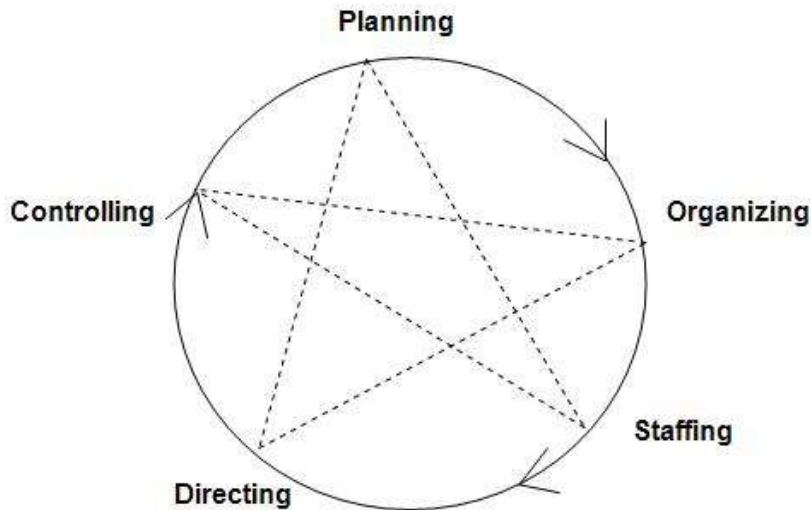 Planning
Controlling
Organizing
Staffing
Directing